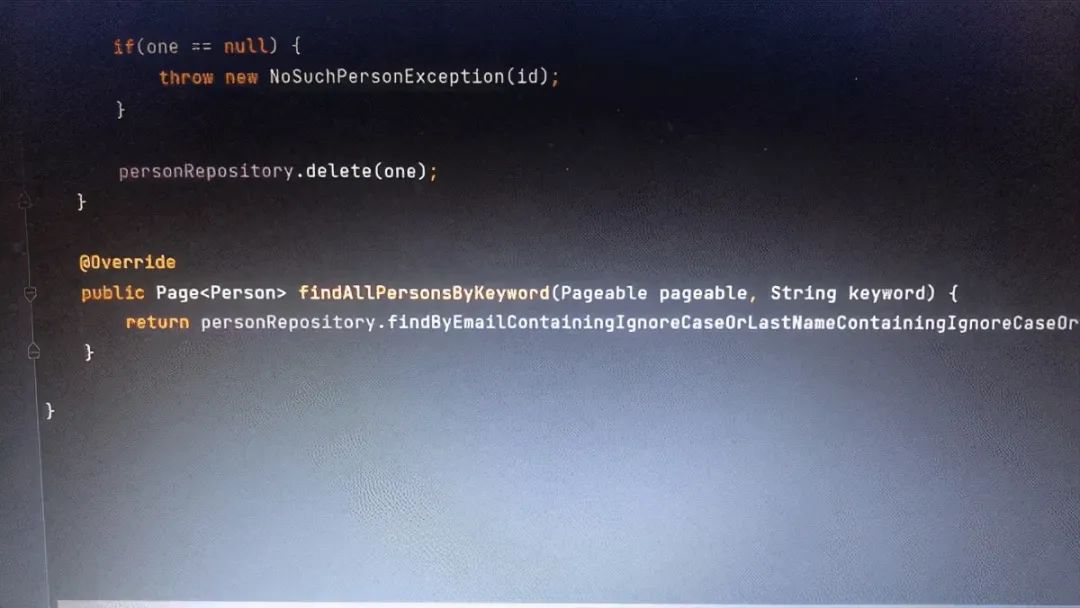 if(one == null) {
throw new NoSuchPersonException(id);
}
personRepository.delete(one);
}
@Override
public Page<Person> findAllPersonsByKeyword(Pageable pageable, String keyword) {
return personRepository.findByEmailContainingIgnoreCaseOrLastNameContainingIgnoreCaseOr
}
}